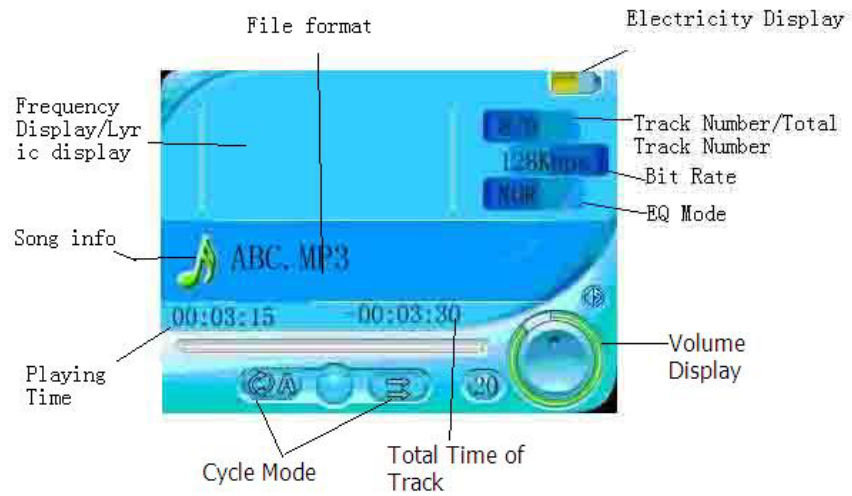 File format
Electricity Display
Frequency
Display/Lyr
ic display
Track Number/Total
Track Number
128Kbps
Bit Rate
NOR
EQ Mode
Song info
ABC.MP3
00:03:15
-00:03:30
Volume
Display
Playing
Time
A
20
Cycle Mode
Total Time of
Track